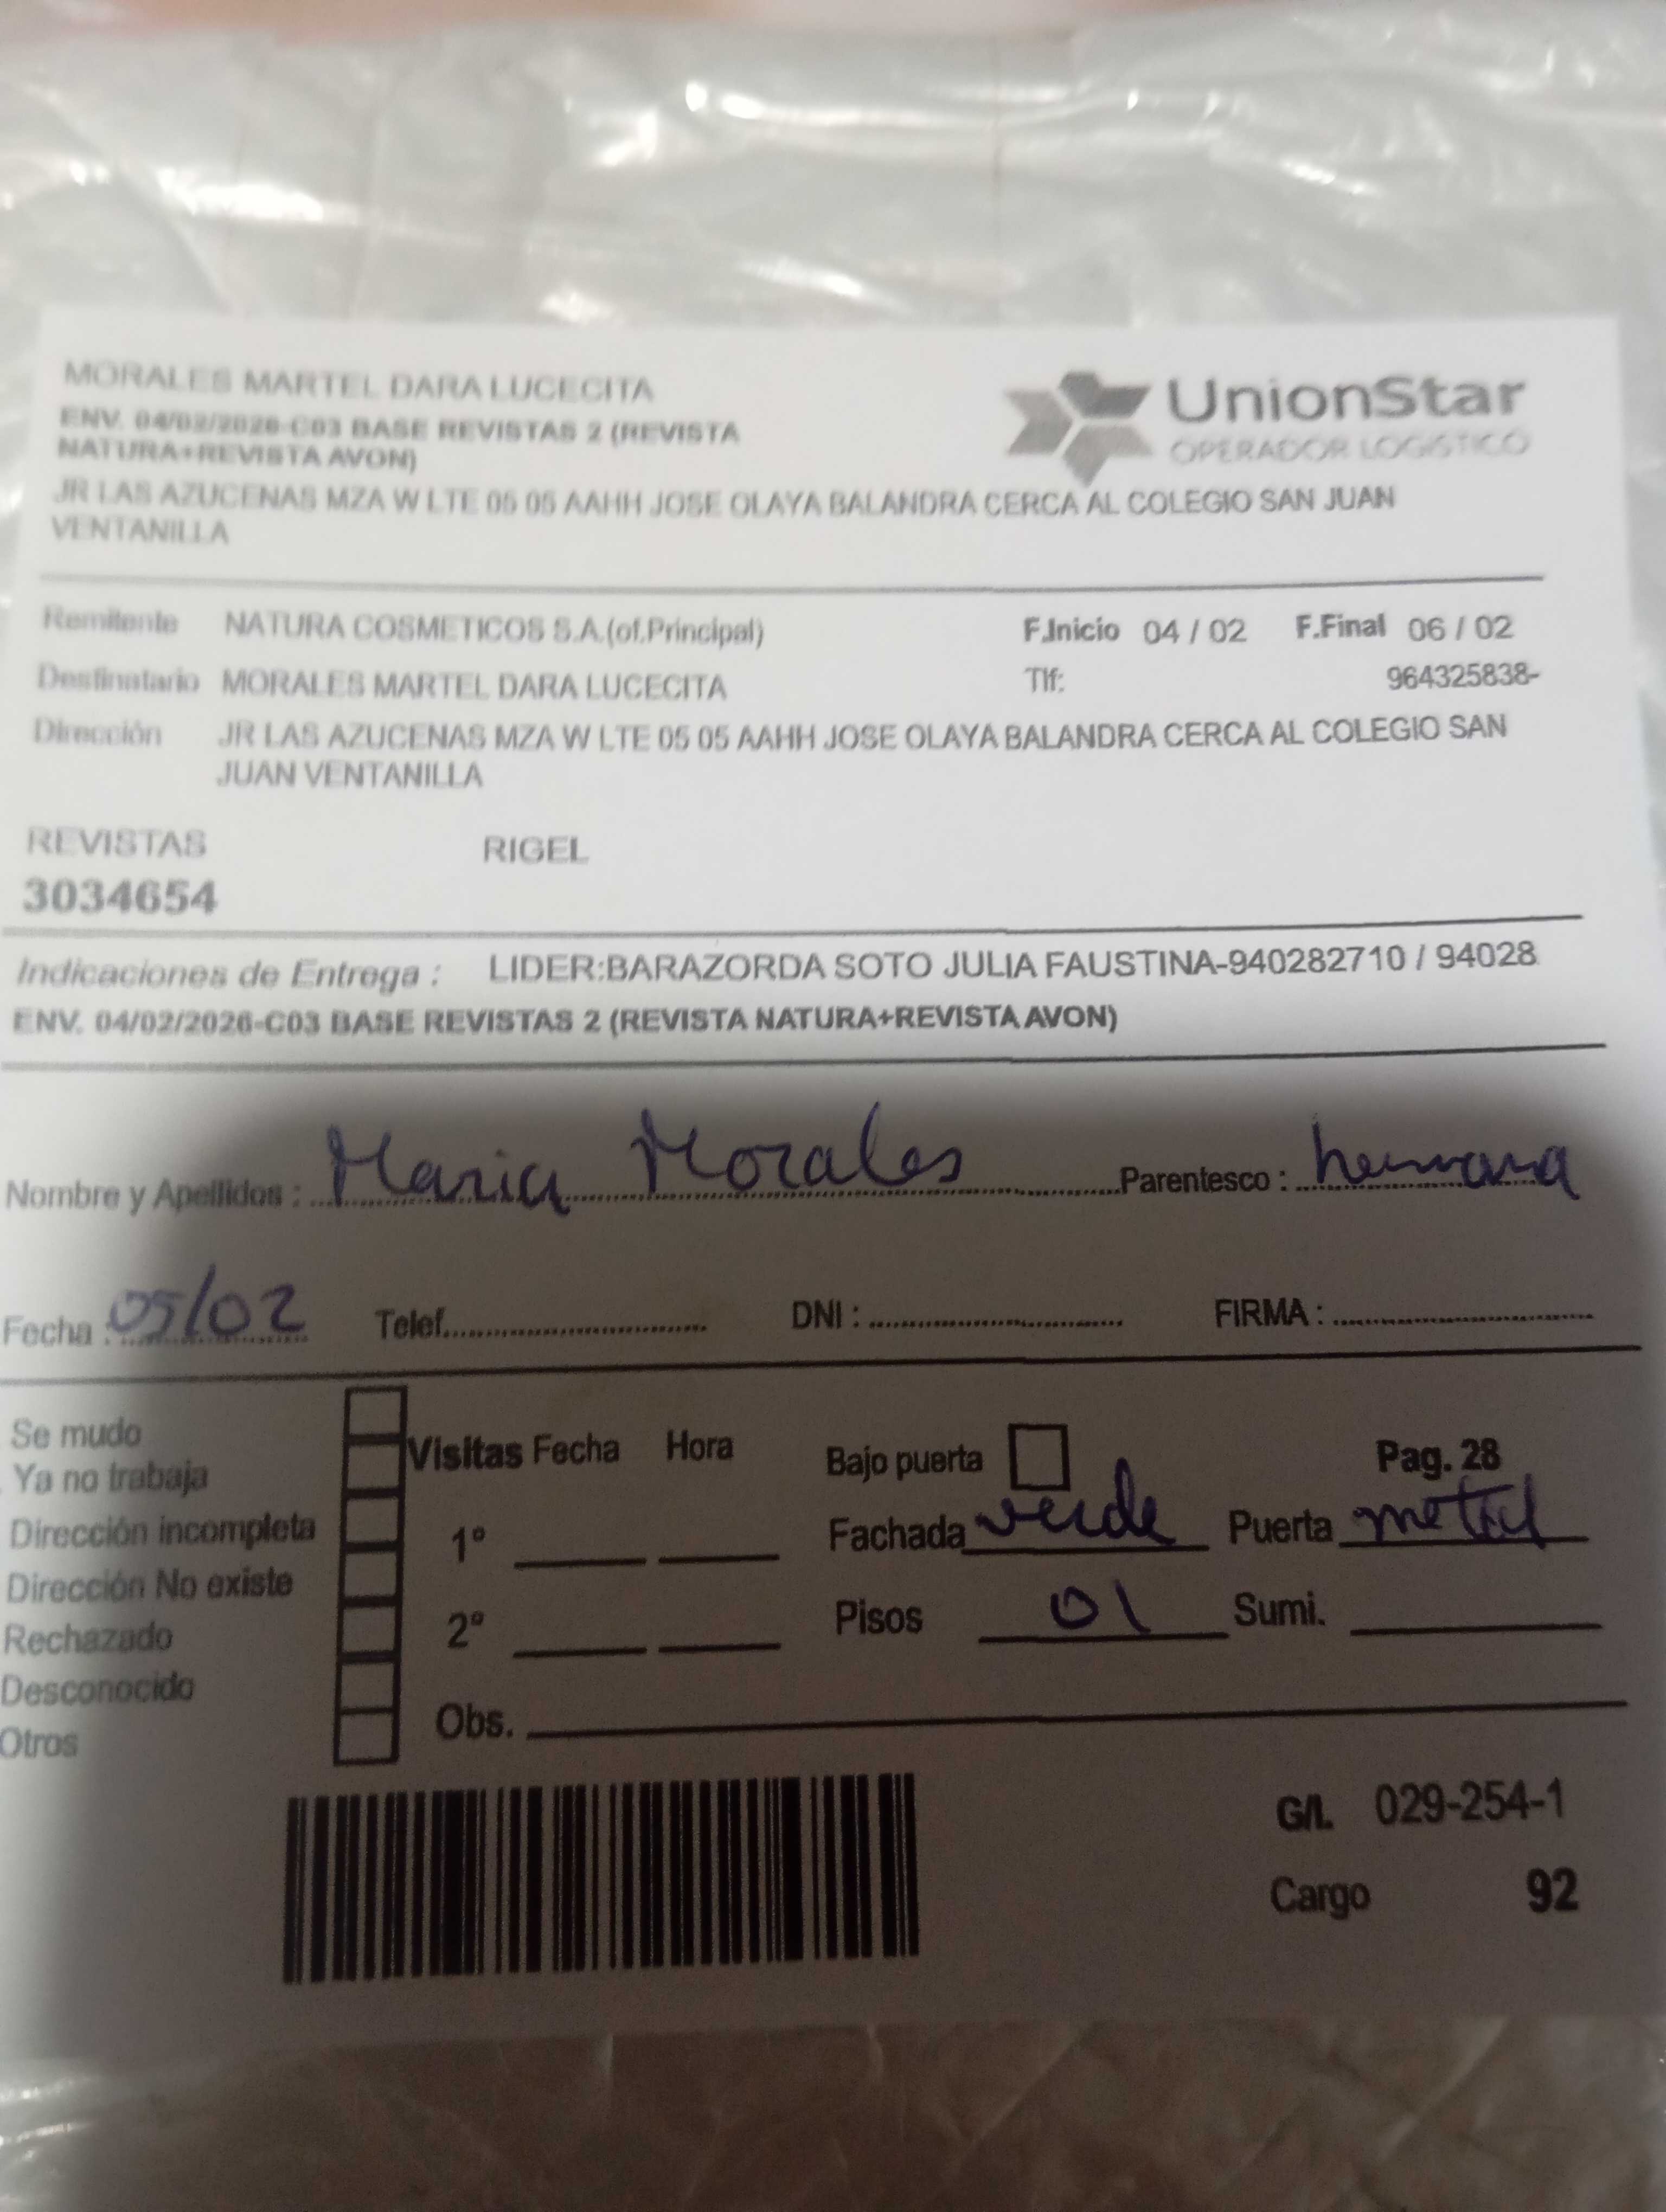 MORALES MARTEL DARA LUCECITA
UnionStar
OPERADOR LOGISTICO
ENV. 04/02/2026-C03 BASE REVISTAS 2 (REVISTA
NATURA+REVISTA AVON)
JR LAS AZUCENAS MZA W LTE 05 05 AAHH JOSE OLAYA BALANDRA CERCA AL COLEGIO SAN JUAN
VENTANILLA
Remitente NATURA COSMETICOS S.A.(of.Principal) F.Inicio 04 / 02 F.Final 06 / 02
Destinatario MORALES MARTEL DARA LUCECITA Tlf: 964325838-
Dirección JR LAS AZUCENAS MZA W LTE 05 05 AAHH JOSE OLAYA BALANDRA CERCA AL COLEGIO SAN
JUAN VENTANILLA
REVISTAS RIGEL
3034654
Indicaciones de Entrega : LIDER:BARAZORDA SOTO JULIA FAUSTINA-940282710 / 94028
ENV. 04/02/2026-C03 BASE REVISTAS 2 (REVISTA NATURA+REVISTA AVON)
Nombre y Apellidos : Maria Morales Parentesco : hermana
Fecha : 05/02 Telef. DNI : FIRMA :
Se mudo
Ya no trabaja
Dirección incompleta
Dirección No existe
Rechazado
Desconocido
Otros
Visitas Fecha Hora
1º
2º
Obs.
Bajo puerta Pag. 28
Fachada verde Puerta metal
Pisos 01 Sumi.
G/l. 029-254-1
Cargo 92